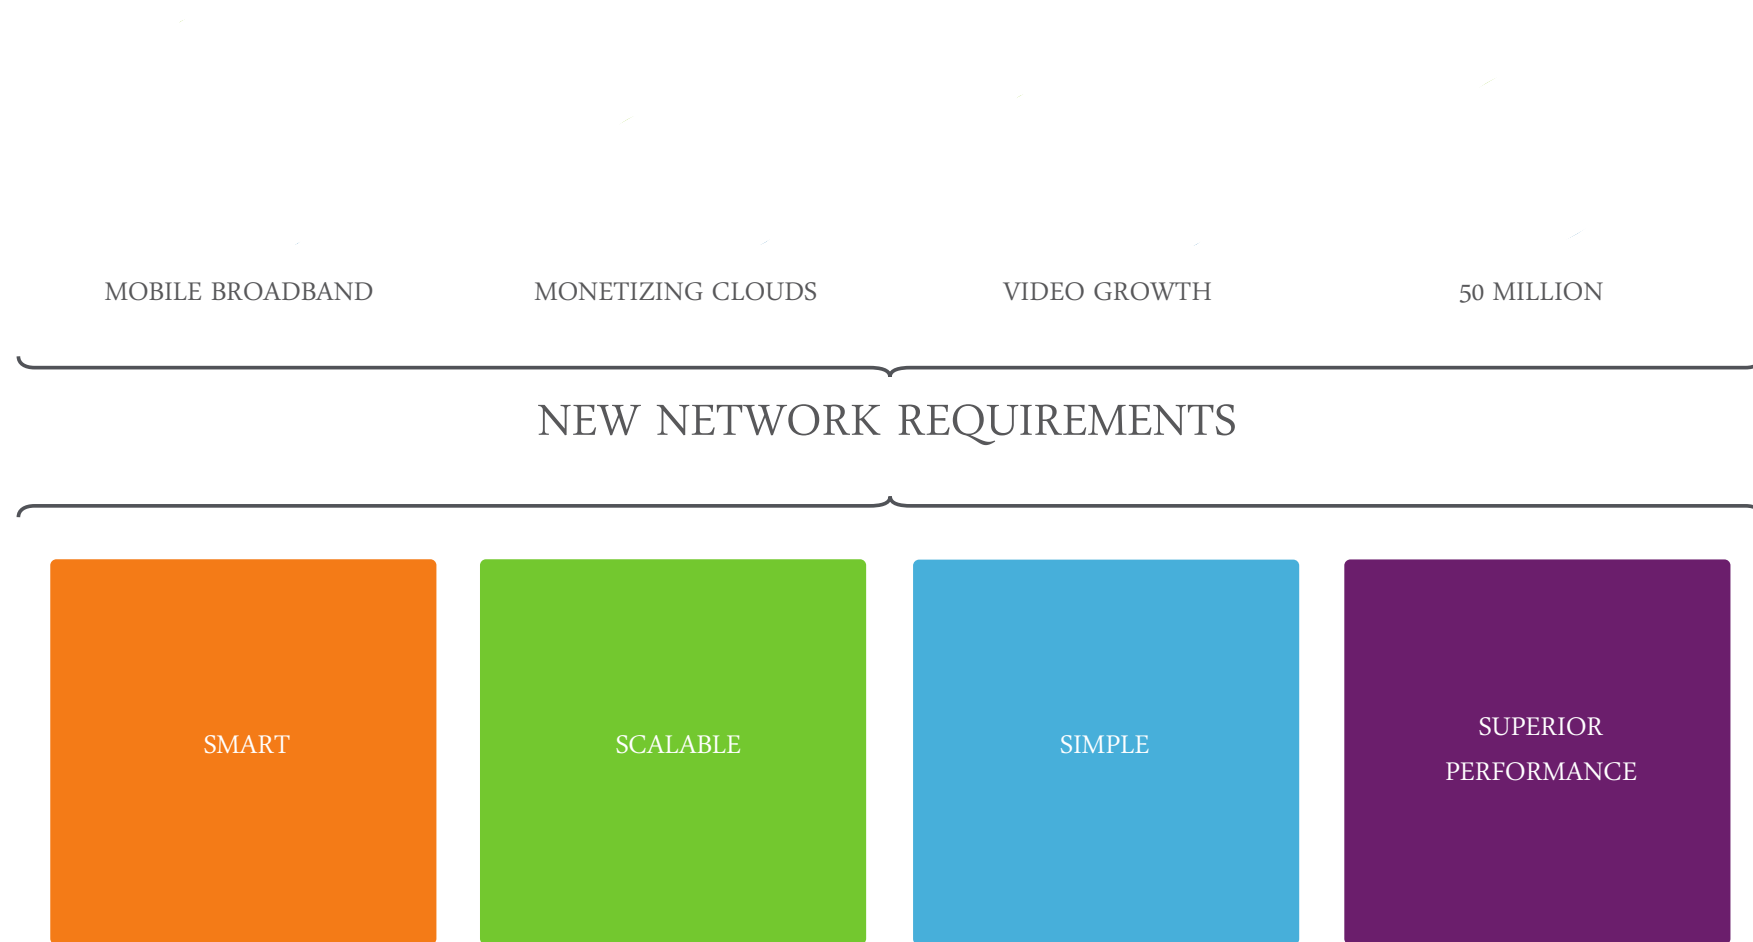 MOBILE BROADBAND
MONETIZING CLOUDS
VIDEO GROWTH
50 MILLION
NEW NETWORK REQUIREMENTS
SMART
SCALABLE
SIMPLE
SUPERIOR
PERFORMANCE